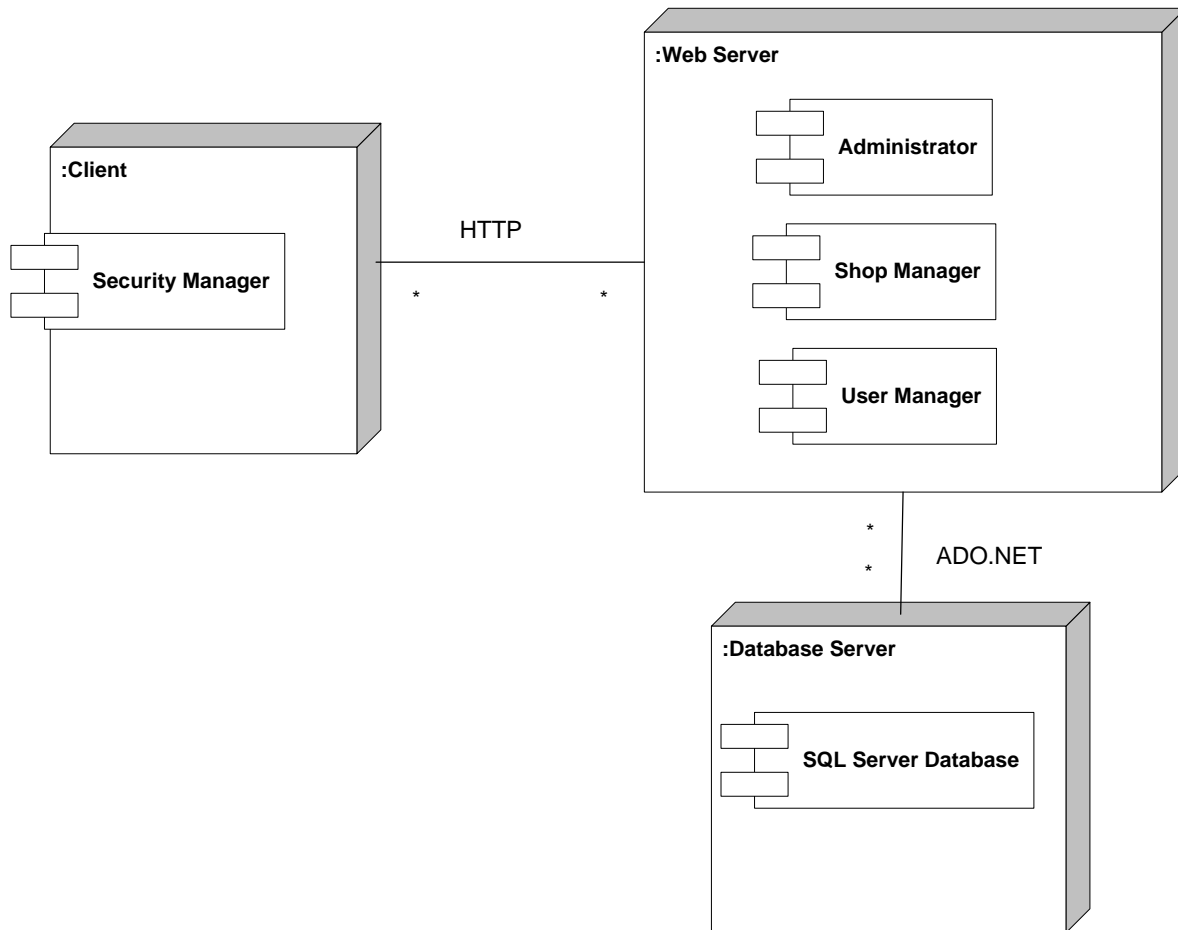 :Web Server
Administrator
:Client
HTTP
Security Manager
Shop Manager
* *
User Manager
*
ADO.NET
*
:Database Server
SQL Server Database